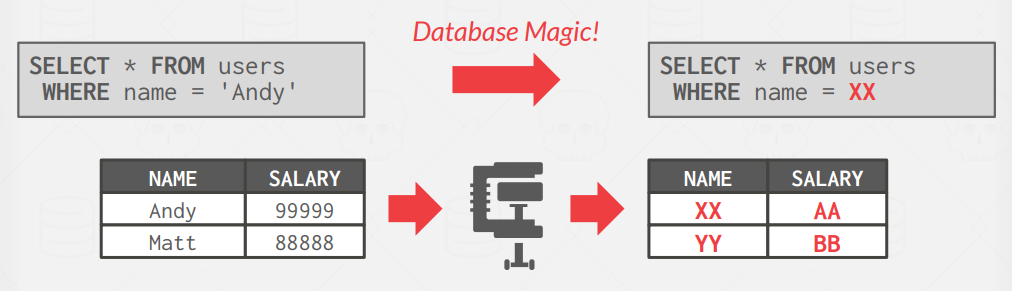 Database Magic!
SELECT * FROM users
WHERE name = 'Andy'
SELECT * FROM users
WHERE name = XX
NAME SALARY
Andy 99999
Matt 88888
NAME SALARY
XX AA
YY BB